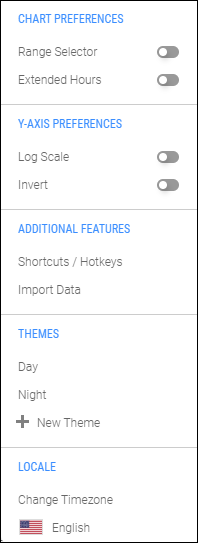 CHART PREFERENCES
Range Selector
Extended Hours
Y-AXIS PREFERENCES
Log Scale
Invert
ADDITIONAL FEATURES
Shortcuts / Hotkeys
Import Data
THEMES
Day
Night
New Theme
LOCALE
Change Timezone
English